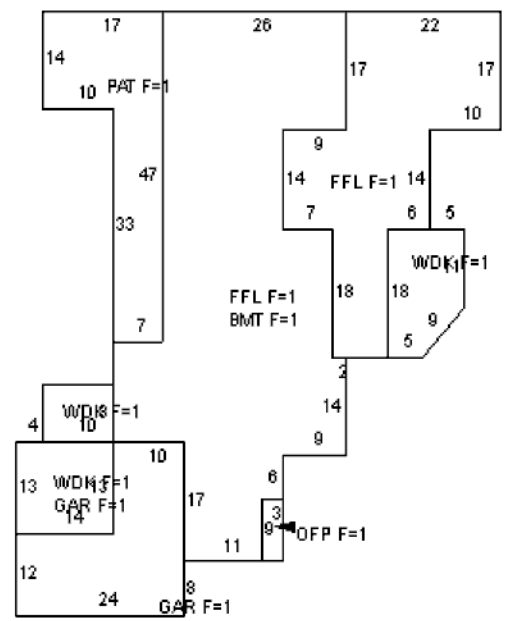 17 26 22
14 17 17
10 PAT F=1 10
9
47 14 FFL F=1 14
33 7 6 5
WDK F=1
11
FFL F=1 18 18
BMT F=1 9
7 5
2
4 WDK F=1
8
10 14
10 9
13 WDK F=1 6
13
GAR F=1 17
14 3
9 OFP F=1
11
12 8
24 GAR F=1